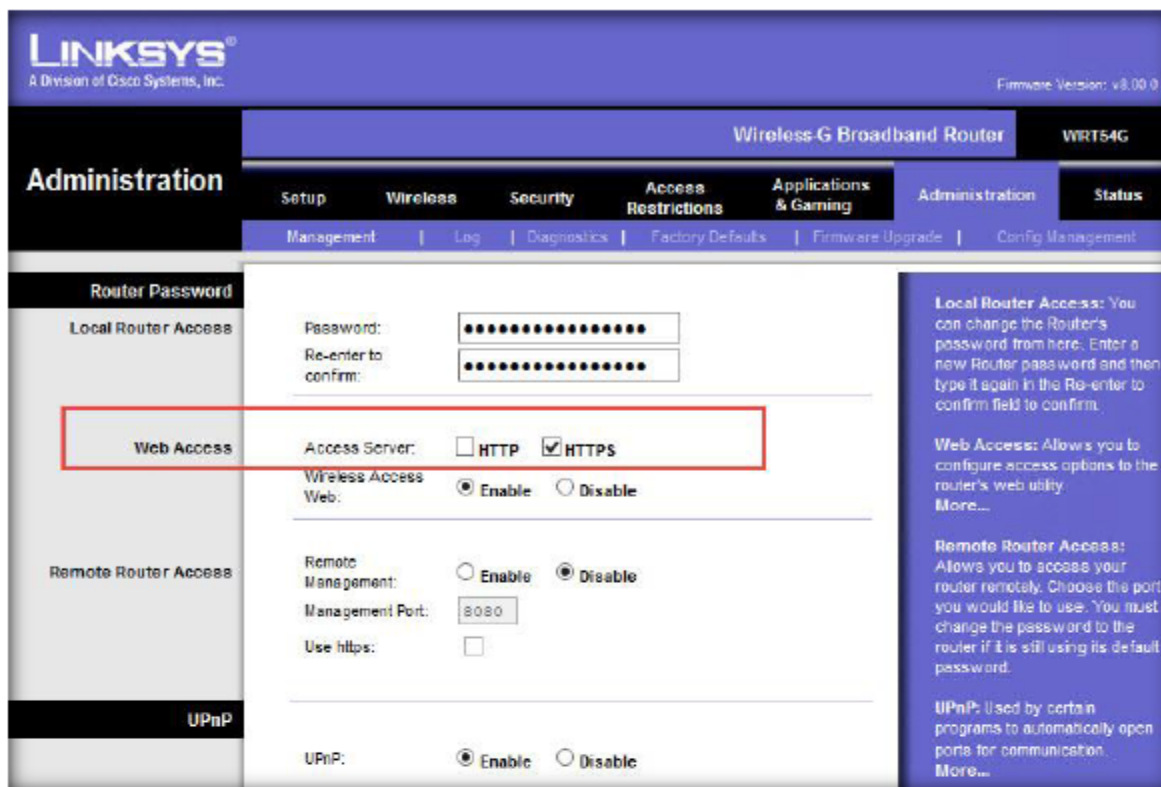 LINKSYS®
A Division of Cisco Systems, Inc.
Firmware Version: v8.00.0
Wireless-G Broadband Router
WRT54G
Administration
Setup
Wireless
Security
Access Restrictions
Applications & Gaming
Administration
Status
Management | Log | Diagnostics | Factory Defaults | Firmware Upgrade | Config Management
Router Password
Local Router Access
Password: ●●●●●●●●●●●●●●●●
Re-enter to
confirm: ●●●●●●●●●●●●●●●●
Web Access
Access Server: HTTP HTTPS
Wireless Access
Web: Enable Disable
Remote Router Access
Remote
Management: Enable Disable
Management Port: 8080
Use https:
UPnP
UPnP: Enable Disable
Local Router Access: You
can change the Router's
password from here. Enter a
new Router password and then
type it again in the Re-enter to
confirm field to confirm.
Web Access: Allows you to
configure access options to the
router's web utility.
More...
Remote Router Access:
Allows you to access your
router remotely. Choose the port
you would like to use. You must
change the password to the
router if it is still using its default
password.
UPnP: Used by certain
programs to automatically open
ports for communication.
More...